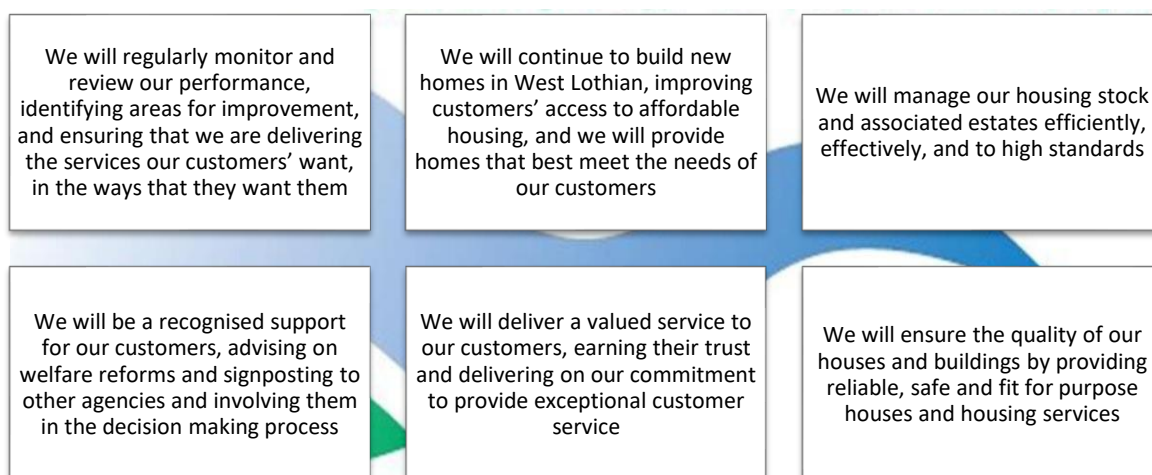 We will regularly monitor and
review our performance,
identifying areas for improvement,
and ensuring that we are delivering
the services our customers' want,
in the ways that they want them
We will continue to build new
homes in West Lothian, improving
customers' access to affordable
housing, and we will provide
homes that best meet the needs of
our customers
We will manage our housing stock
and associated estates efficiently,
effectively, and to high standards
We will be a recognised support
for our customers, advising on
welfare reforms and signposting to
other agencies and involving them
in the decision making process
We will deliver a valued service to
our customers, earning their trust
and delivering on our commitment
to provide exceptional customer
service
We will ensure the quality of our
houses and buildings by providing
reliable, safe and fit for purpose
houses and housing services